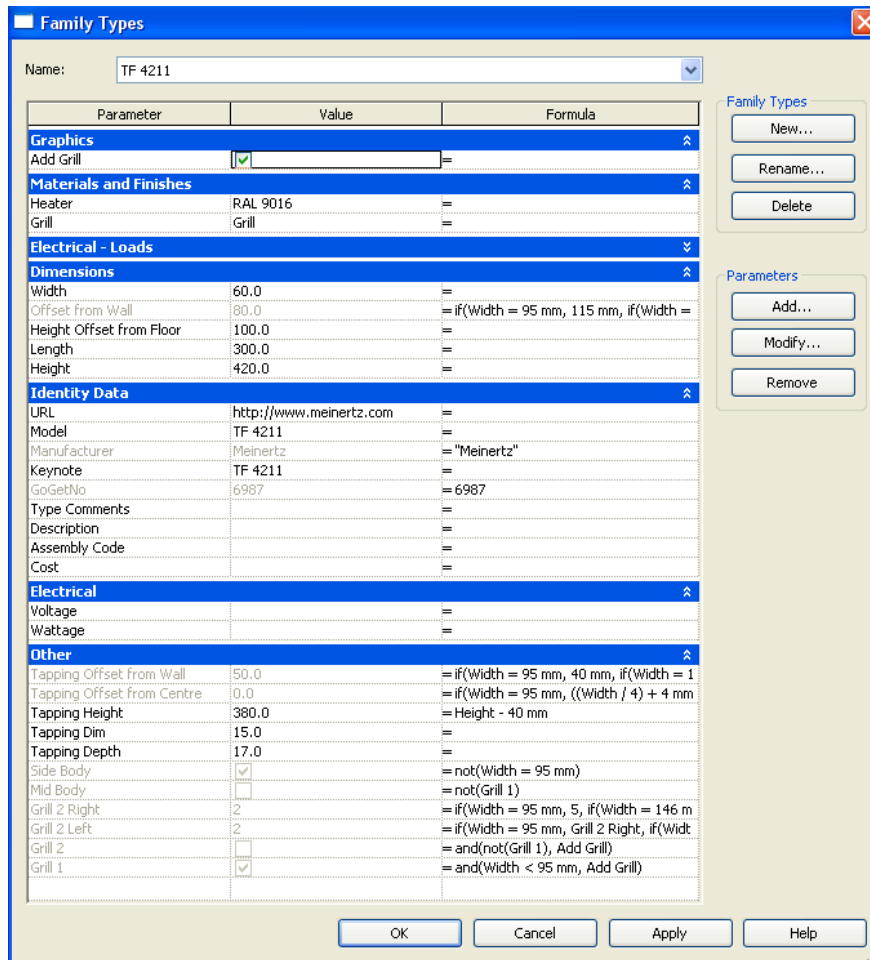 Family Types
Name: TF 4211
Parameter Value Formula
Graphics
Add Grill =
Materials and Finishes
Heater RAL 9016 =
Grill Grill =
Electrical - Loads
Dimensions
Width 60.0 =
Offset from Wall 80.0 = if(Width = 95 mm, 115 mm, if(Width =
Height Offset from Floor 100.0 =
Length 300.0 =
Height 420.0 =
Identity Data
URL http://www.meinertz.com =
Model TF 4211 =
Manufacturer Meinertz = "Meinertz"
Keynote TF 4211 =
GoGetNo 6987 = 6987
Type Comments =
Description =
Assembly Code =
Cost =
Electrical
Voltage =
Wattage =
Other
Tapping Offset from Wall 50.0 = if(Width = 95 mm, 40 mm, if(Width = 1
Tapping Offset from Centre 0.0 = if(Width = 95 mm, ((Width / 4) + 4 mm
Tapping Height 380.0 = Height - 40 mm
Tapping Dim 15.0 =
Tapping Depth 17.0 =
Side Body = not(Width = 95 mm)
Mid Body = not(Grill 1)
Grill 2 Right 2 = if(Width = 95 mm, 5, if(Width = 146 m
Grill 2 Left 2 = if(Width = 95 mm, Grill 2 Right, if(Widt
Grill 2 = and(not(Grill 1), Add Grill)
Grill 1 = and(Width < 95 mm, Add Grill)
Family Types
New...
Rename...
Delete
Parameters
Add...
Modify...
Remove
OK Cancel Apply Help